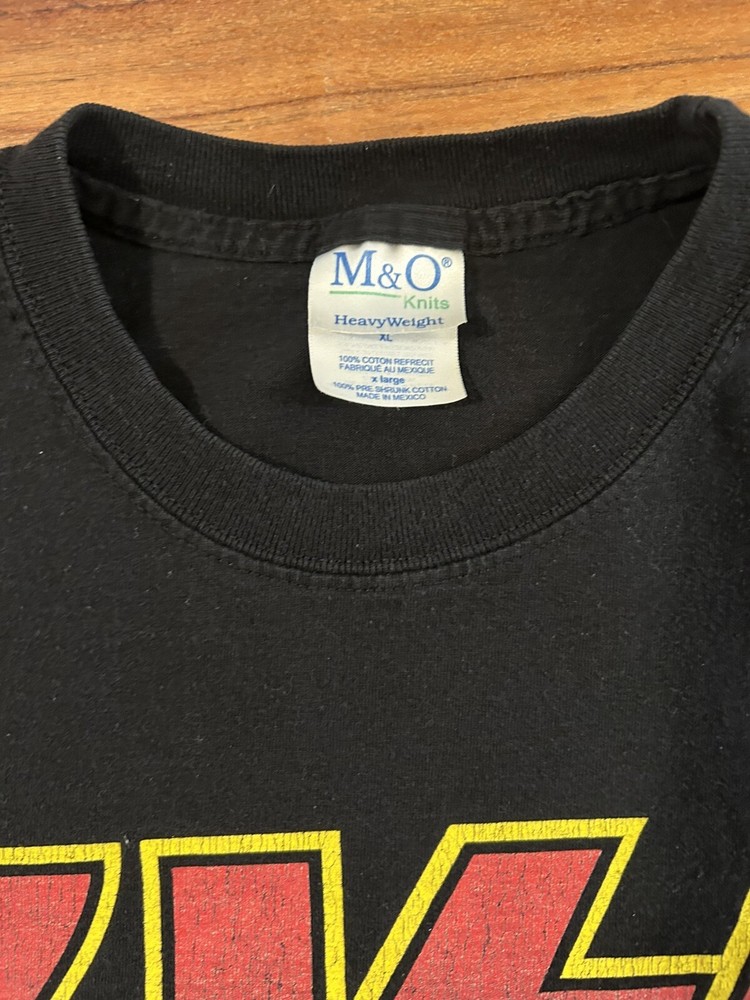 M&O®
Knits
HeavyWeight
XL
100% COTON REFRECIT
FABRIQUÉ AU MEXIQUE
x large
100% PRE SHRUNK COTTON
MADE IN MEXICO